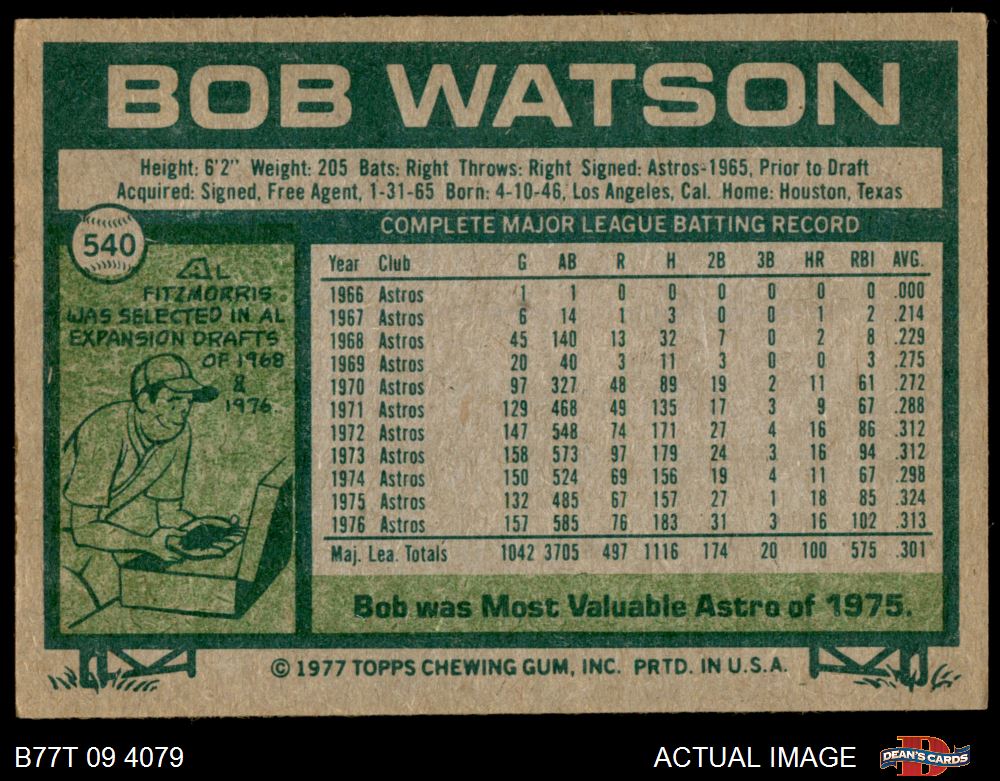 BOB WATSON
Height: 6'2" Weight: 205 Bats: Right Throws: Right Signed: Astros-1965, Prior to Draft
Acquired: Signed, Free Agent, 1-31-65 Born: 4-10-46, Los Angeles, Cal. Home: Houston, Texas
540
AL
FITZMORRIS
WAS SELECTED IN AL
EXPANSION DRAFTS
OF 1968
&
1976.
COMPLETE MAJOR LEAGUE BATTING RECORD
Year Club G AB R H 2B 3B HR RBI AVG.
1966 Astros 1 1 0 0 0 0 0 0 .000
1967 Astros 6 14 1 3 0 0 1 2 .214
1968 Astros 45 140 13 32 7 0 2 8 .229
1969 Astros 20 40 3 11 3 0 0 3 .275
1970 Astros 97 327 48 89 19 2 11 61 .272
1971 Astros 129 468 49 135 17 3 9 67 .288
1972 Astros 147 548 74 171 27 4 16 86 .312
1973 Astros 158 573 97 179 24 3 16 94 .312
1974 Astros 150 524 69 156 19 4 11 67 .298
1975 Astros 132 485 67 157 27 1 18 85 .324
1976 Astros 157 585 76 183 31 3 16 102 .313
Maj. Lea. Totals 1042 3705 497 1116 174 20 100 575 .301
Bob was Most Valuable Astro of 1975.
© 1977 TOPPS CHEWING GUM, INC. PRTD. IN U.S.A.
B77T 09 4079
ACTUAL IMAGE
DEAN'S CARDS